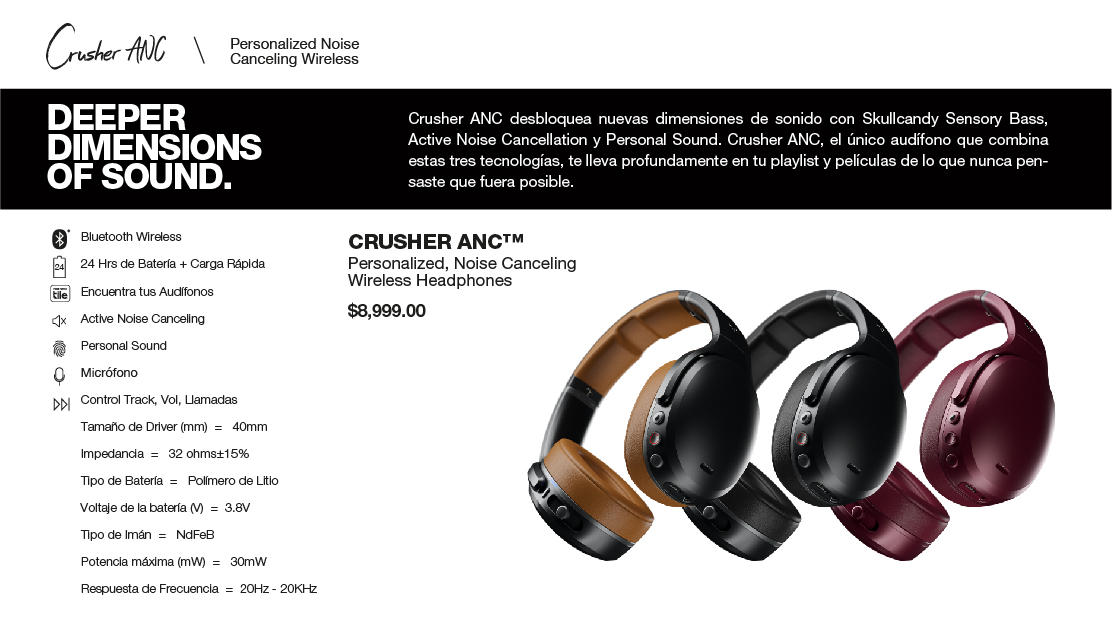 Crusher ANC
Personalized Noise
Canceling Wireless
DEEPER
DIMENSIONS
OF SOUND.
Crusher ANC desbloquea nuevas dimensiones de sonido con Skullcandy Sensory Bass,
Active Noise Cancellation y Personal Sound. Crusher ANC, el único audífono que combina
estas tres tecnologías, te lleva profundamente en tu playlist y películas de lo que nunca pen-
saste que fuera posible.
Bluetooth Wireless
24
24 Hrs de Batería + Carga Rápida
tile
Encuentra tus Audífonos
Active Noise Canceling
Personal Sound
Micrófono
Control Track, Vol, Llamadas
Tamaño de Driver (mm) = 40mm
Impedancia = 32 ohms±15%
Tipo de Batería = Polímero de Litio
Voltaje de la batería (V) = 3.8V
Tipo de Imán = NdFeB
Potencia máxima (mW) = 30mW
Respuesta de Frecuencia = 20Hz - 20KHz
CRUSHER ANC™
Personalized, Noise Canceling
Wireless Headphones
$8,999.00